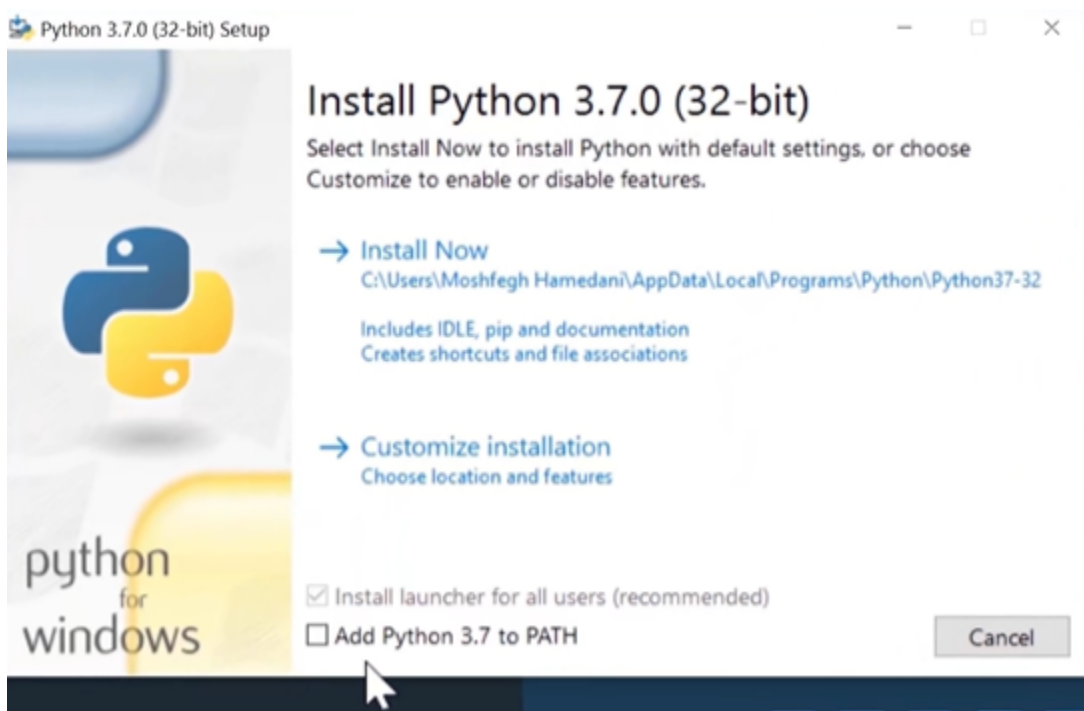 Python 3.7.0 (32-bit) Setup
Install Python 3.7.0 (32-bit)
Select Install Now to install Python with default settings, or choose
Customize to enable or disable features.
Install Now
C:\Users\Moshfegh Hamedani\AppData\Local\Programs\Python\Python37-32
Includes IDLE, pip and documentation
Creates shortcuts and file associations
Customize installation
Choose location and features
python
for
windows
Install launcher for all users (recommended)
Add Python 3.7 to PATH
Cancel